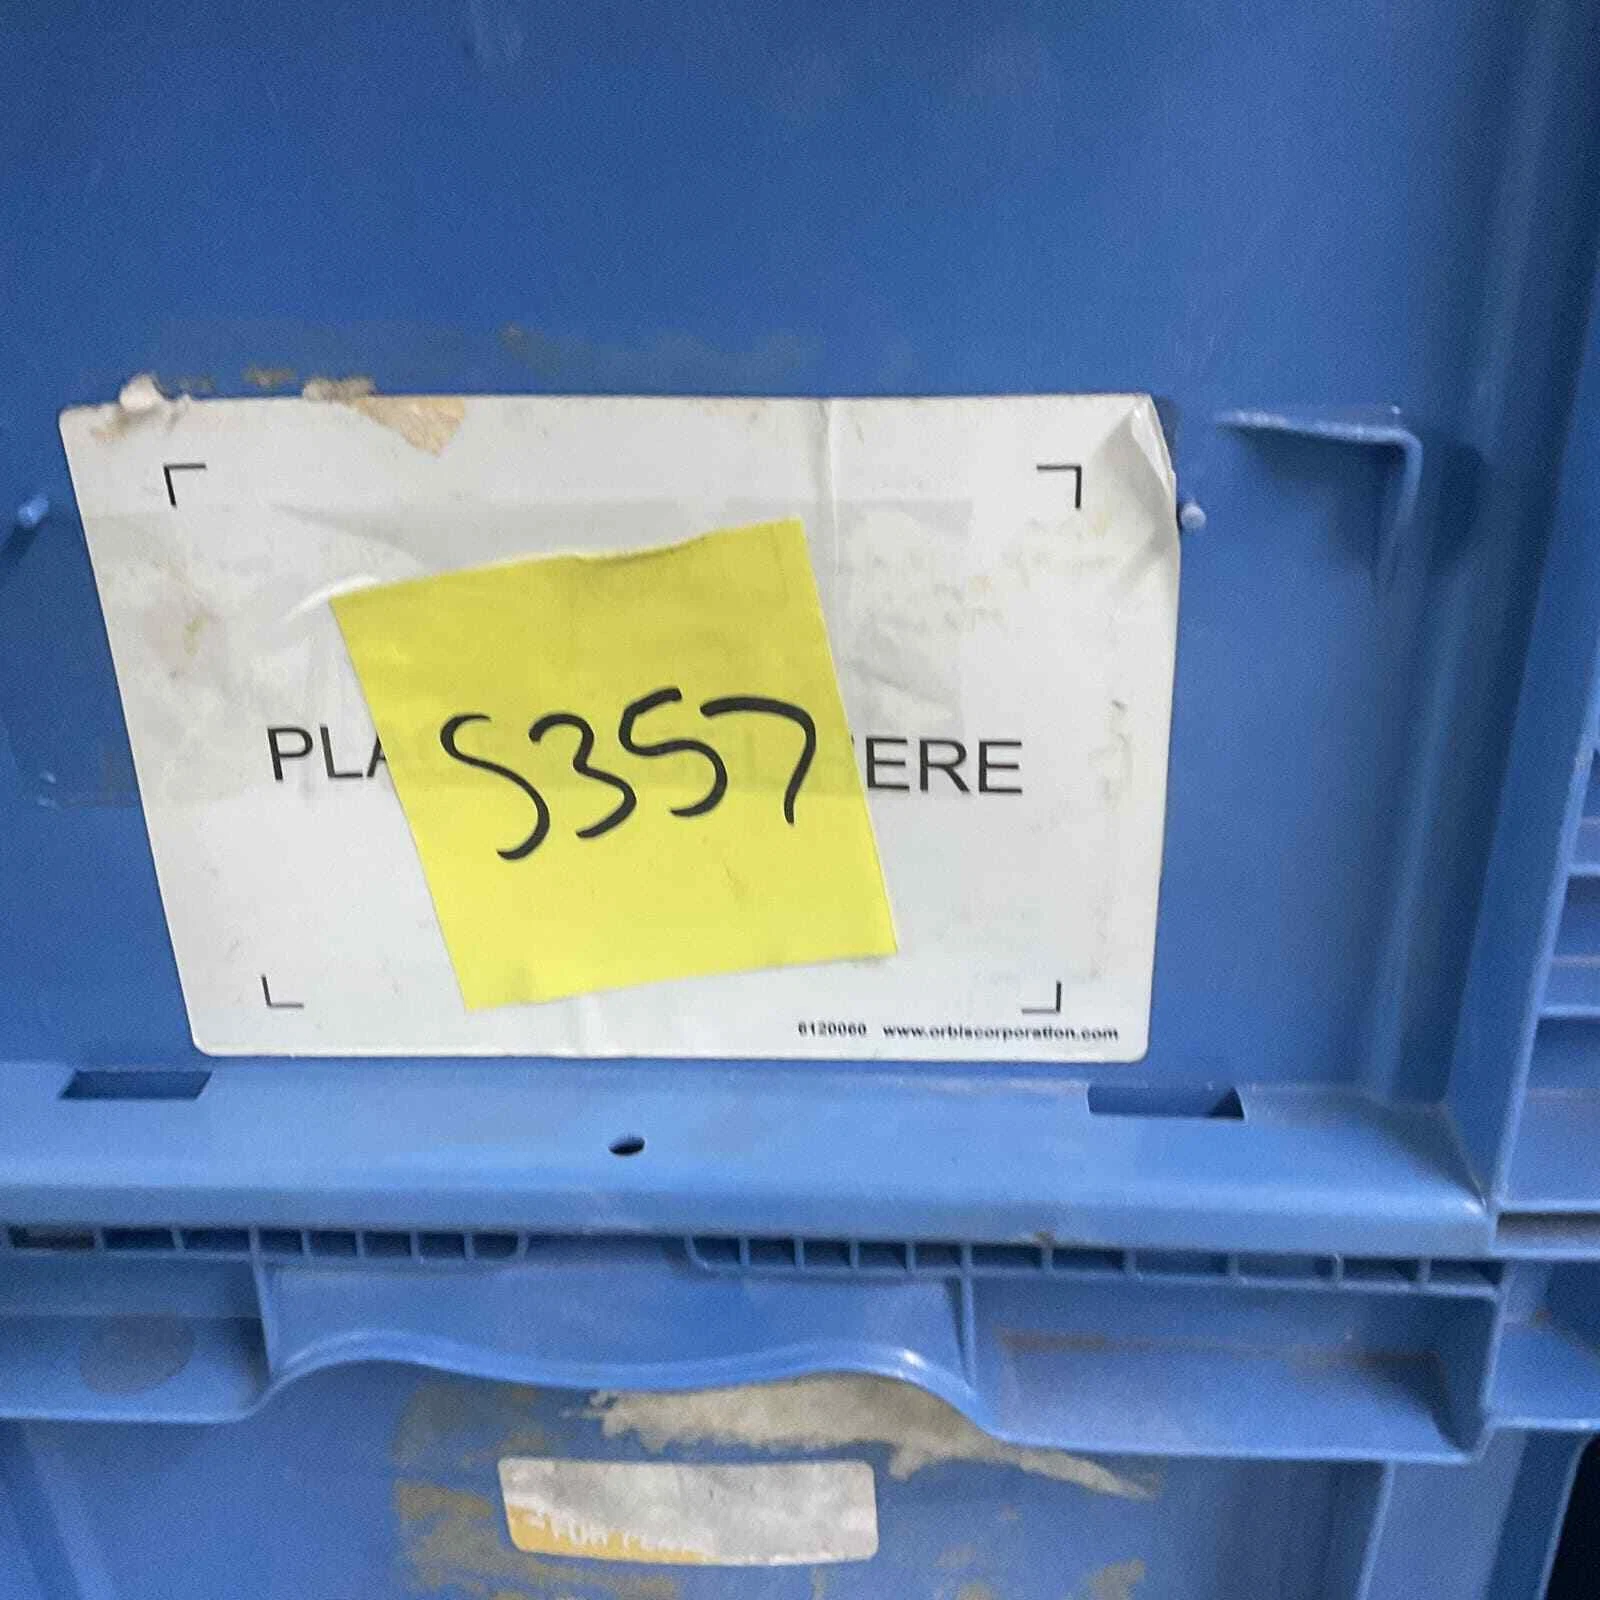 PLA ERE
S357
6120060 www.orbiscorporation.com